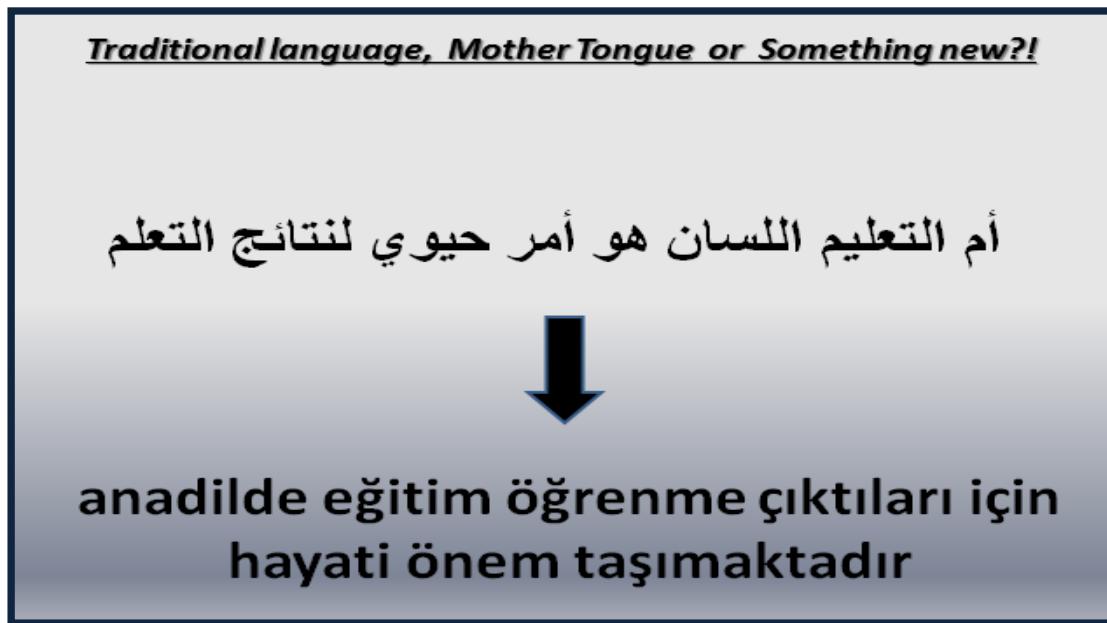 Traditional language, Mother Tongue or Something new?!
أم التعليم اللسان هو أمر حيوي لنتائج التعلم
anadilde eğitim öğrenme çıktıları için
hayati önem taşımaktadır